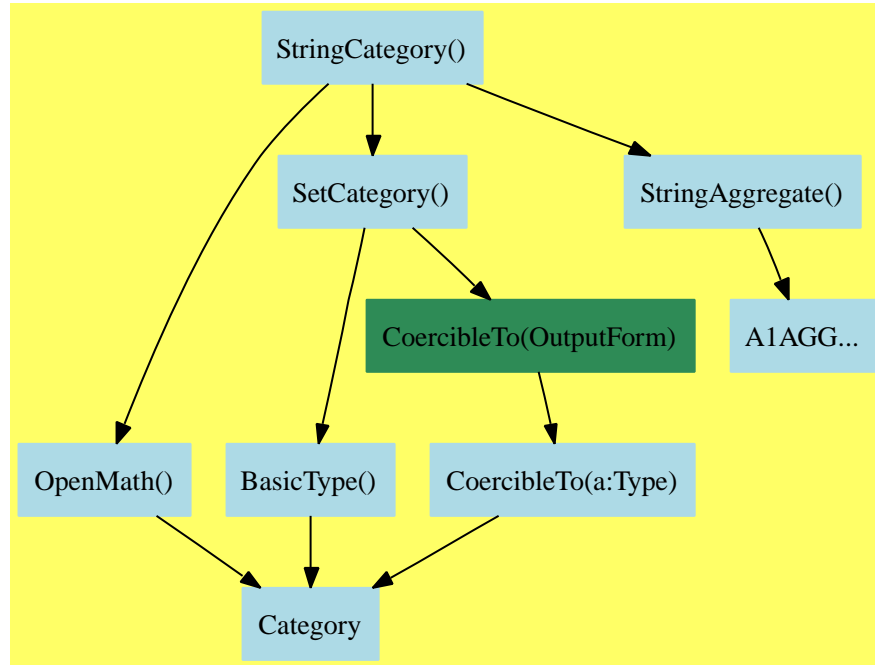 StringCategory()
SetCategory()
StringAggregate()
CoercibleTo(OutputForm)
A1AGG...
OpenMath()
BasicType()
CoercibleTo(a:Type)
Category